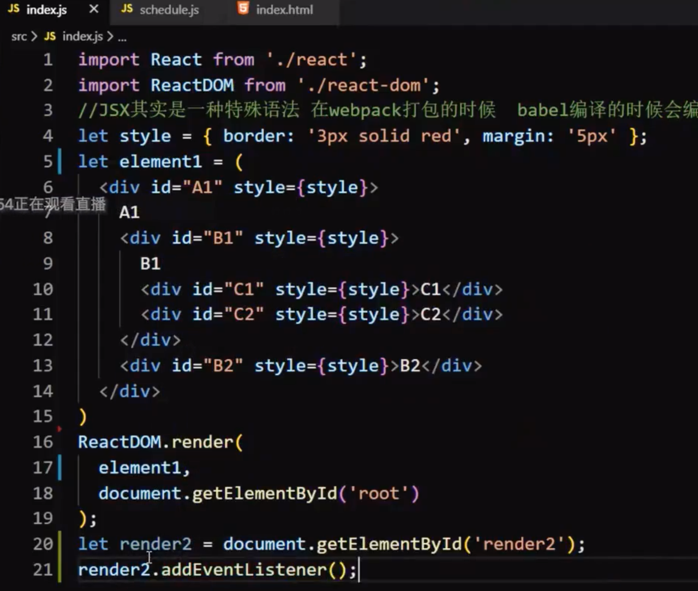 index.js
schedule.js
index.html
src > index.js > ...
1 import React from './react';
2 import ReactDOM from './react-dom';
3 //JSX其实是一种特殊语法 在webpack打包的时候 babel编译的时候会编
4 let style = { border: '3px solid red', margin: '5px' };
5 let element1 = (
6 <div id="A1" style={style}>
54正在观看直播
7 A1
8 <div id="B1" style={style}>
9 B1
10 <div id="C1" style={style}>C1</div>
11 <div id="C2" style={style}>C2</div>
12 </div>
13 <div id="B2" style={style}>B2</div>
14 </div>
15 )
16 ReactDOM.render(
17 element1,
18 document.getElementById('root')
19 );
20 let render2 = document.getElementById('render2');
21 render2.addEventListener();